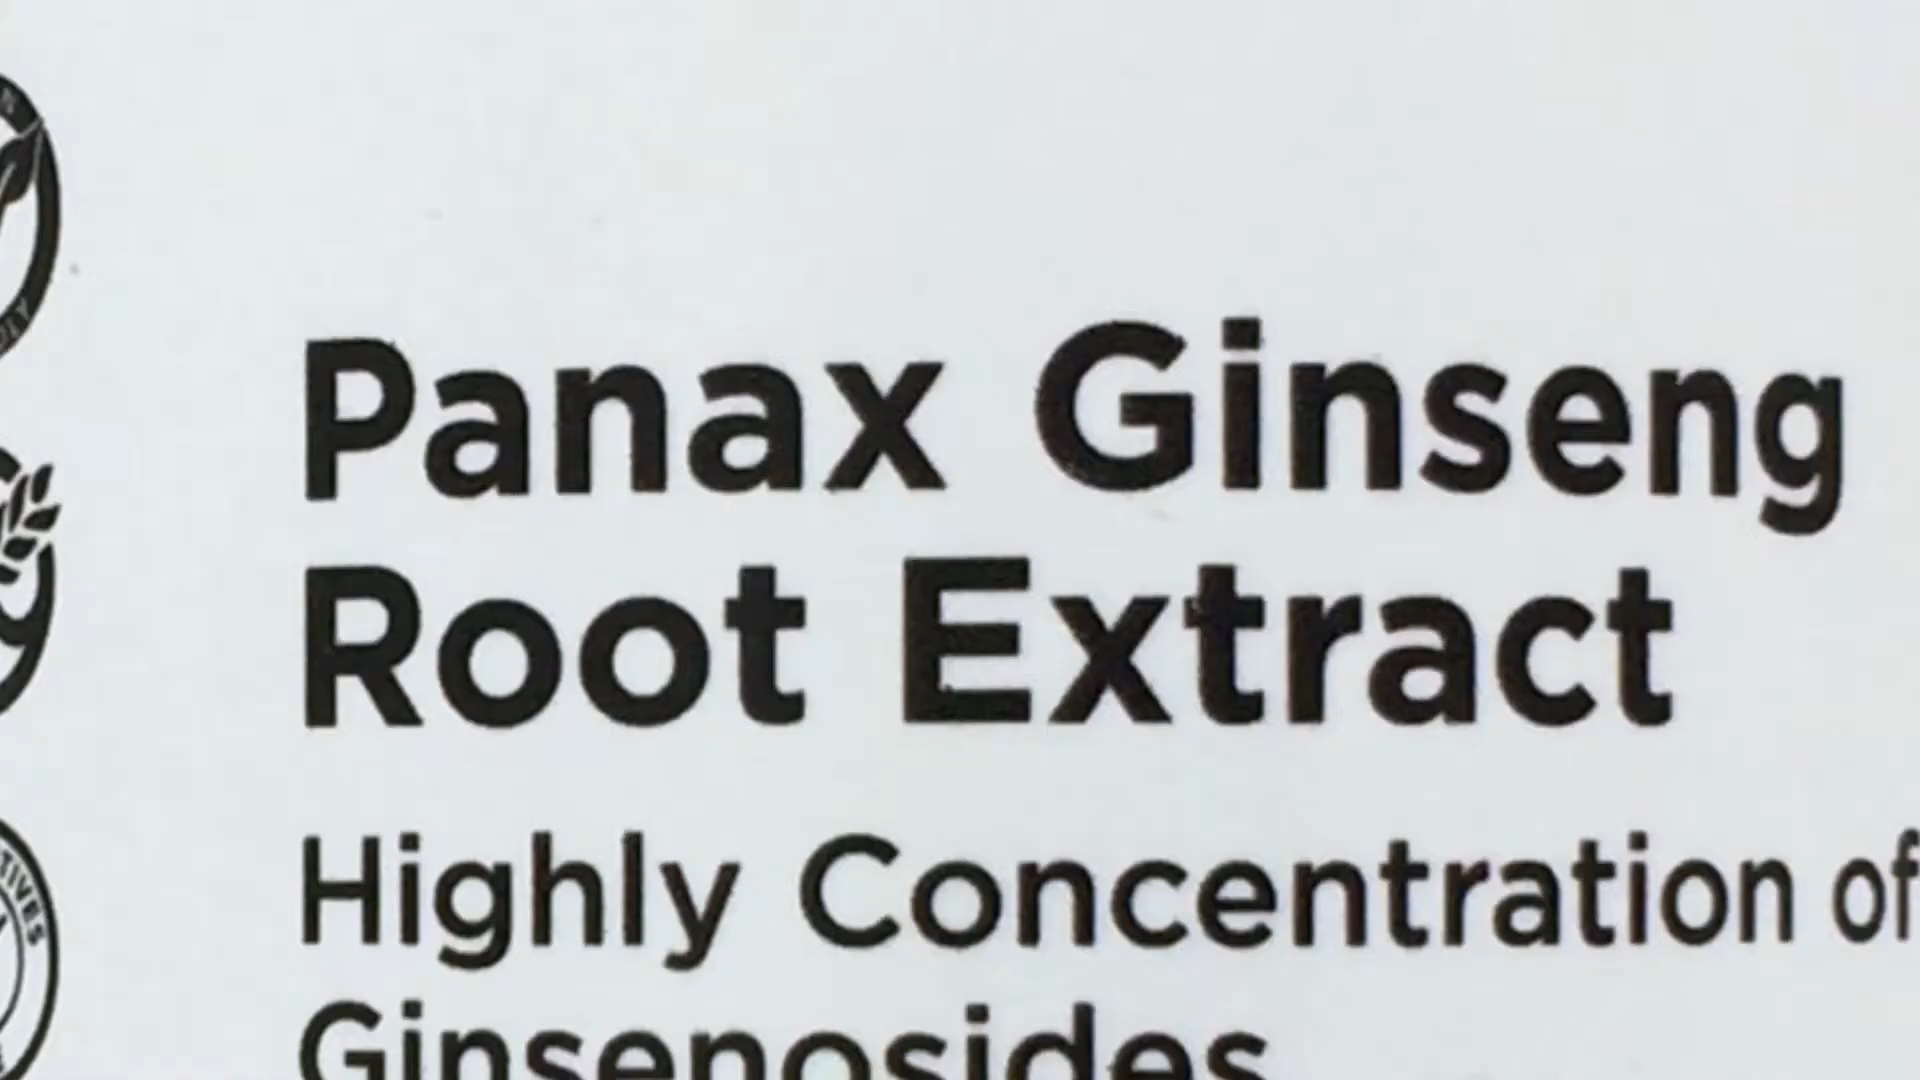 Panax Ginseng
Root Extract
Highly Concentration of
Ginsenosides